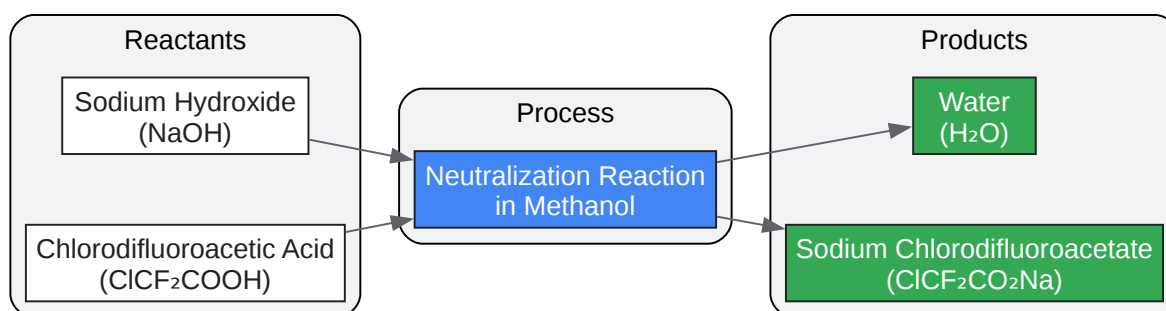 Reactants
Sodium Hydroxide
(NaOH)
Chlorodifluoroacetic Acid
(ClCF₂COOH)
Process
Neutralization Reaction
in Methanol
Products
Water
(H₂O)
Sodium Chlorodifluoroacetate
(ClCF₂CO₂Na)